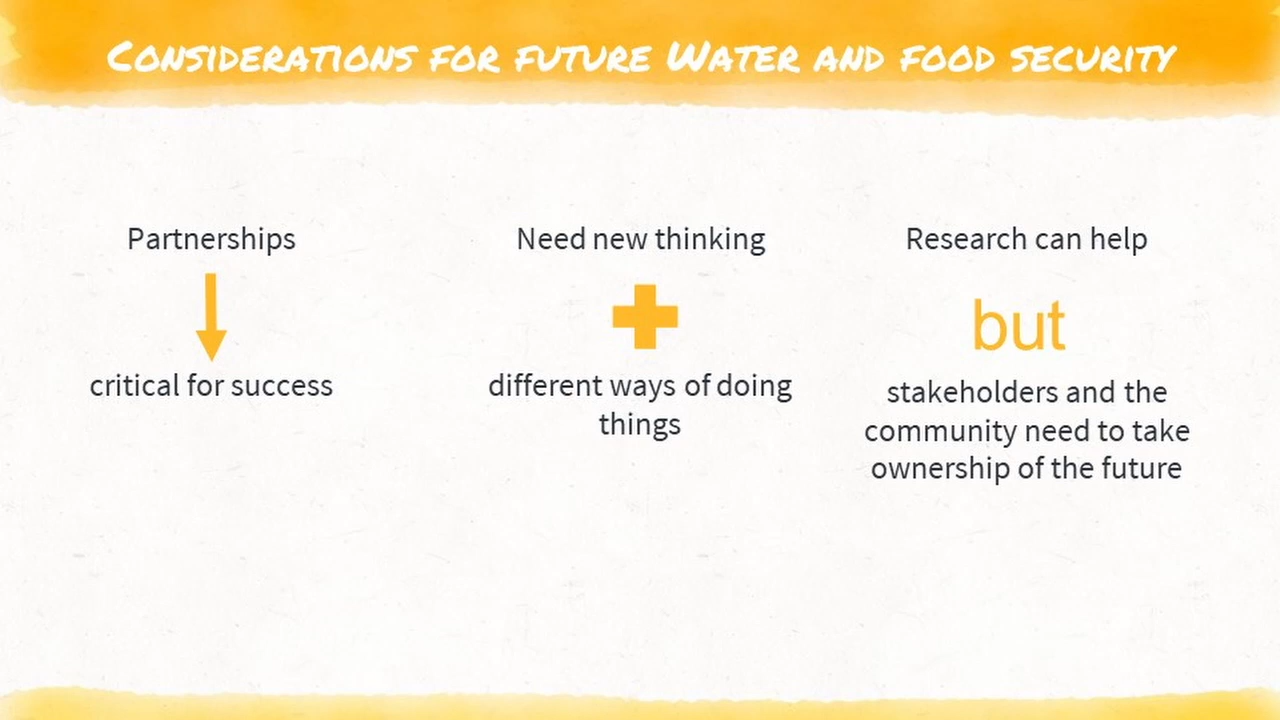 Considerations for future Water and food security
Partnerships
critical for success
Need new thinking
different ways of doing
things
Research can help
but
stakeholders and the
community need to take
ownership of the future